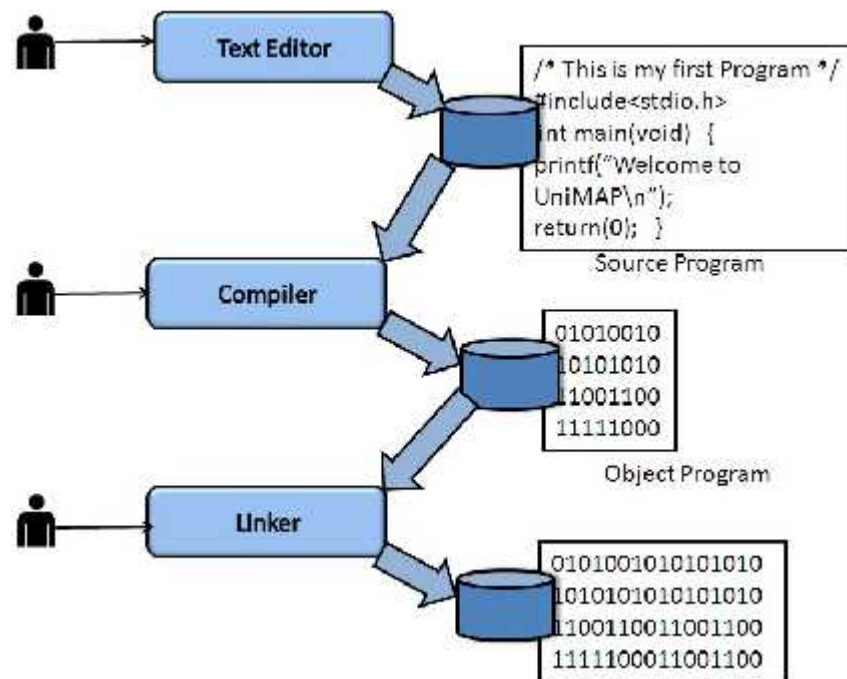 Text Editor
/* This is my first Program */
#include<stdio.h>
int main(void) {
printf("Welcome to
UniMAP\n");
return(0); }
Source Program
Compiler
01010010
10101010
11001100
11111000
Object Program
Linker
0101001010101010
1010101010101010
1100110011001100
1111100011001100